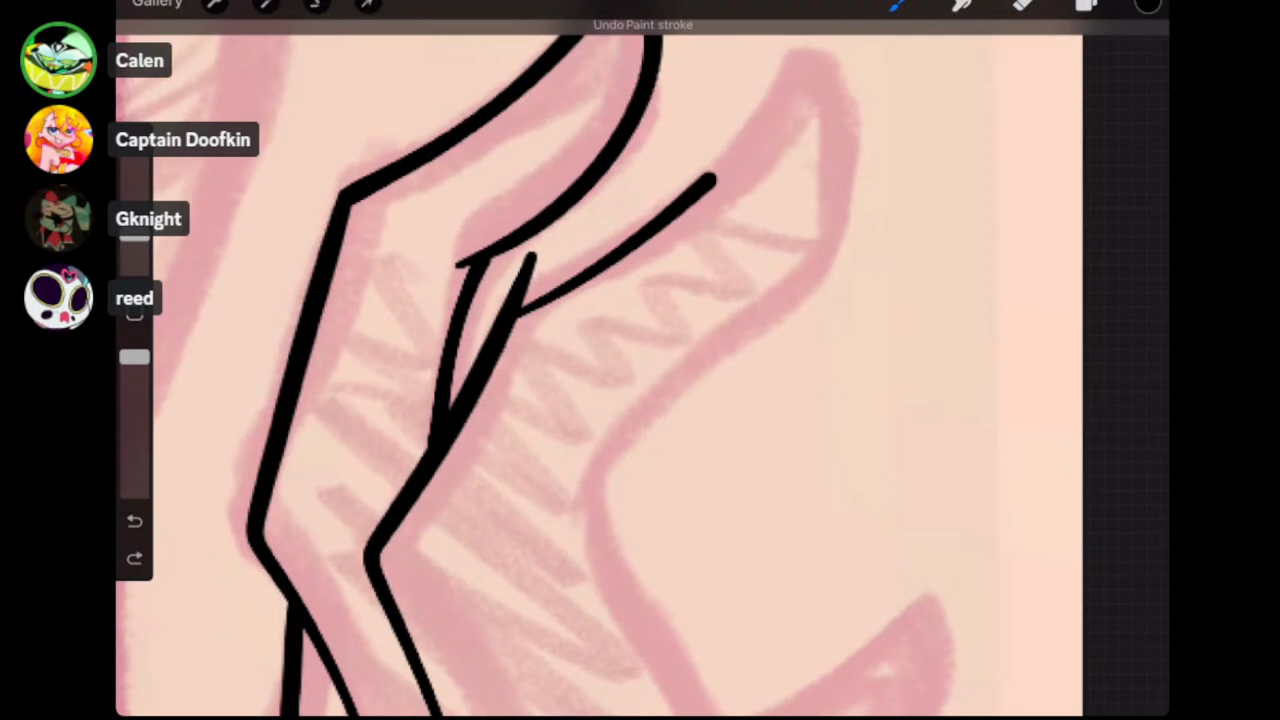 Gallery
Undo Paint stroke
Calen
Captain Doofkin
Gknight
reed